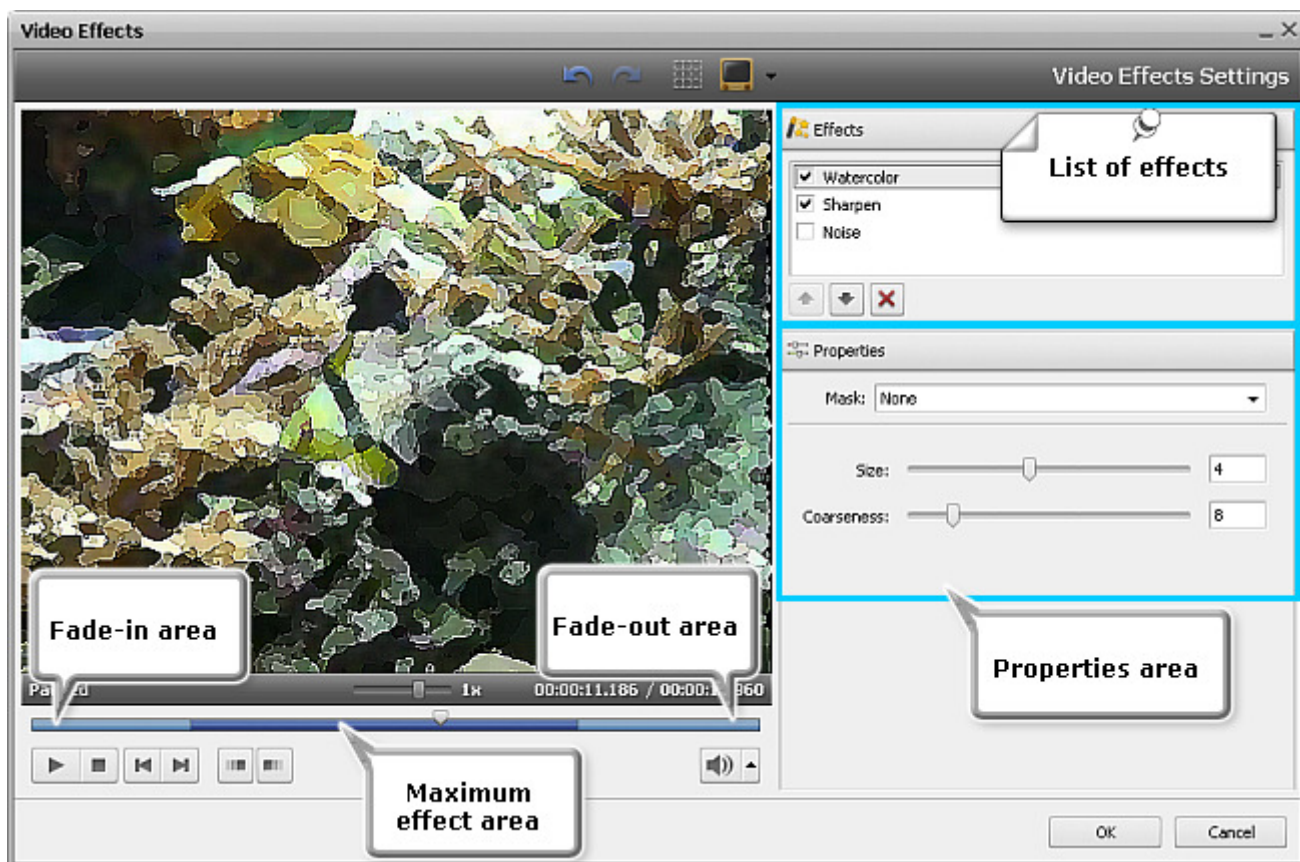 Video Effects
Video Effects Settings
Effects
List of effects
Watercolor
Sharpen
Noise
Properties
Mask: None
Size: 4
Coarseness: 8
Fade-in area
Fade-out area
Properties area
1x 00:00:11.186 /
Maximum
effect area
OK Cancel